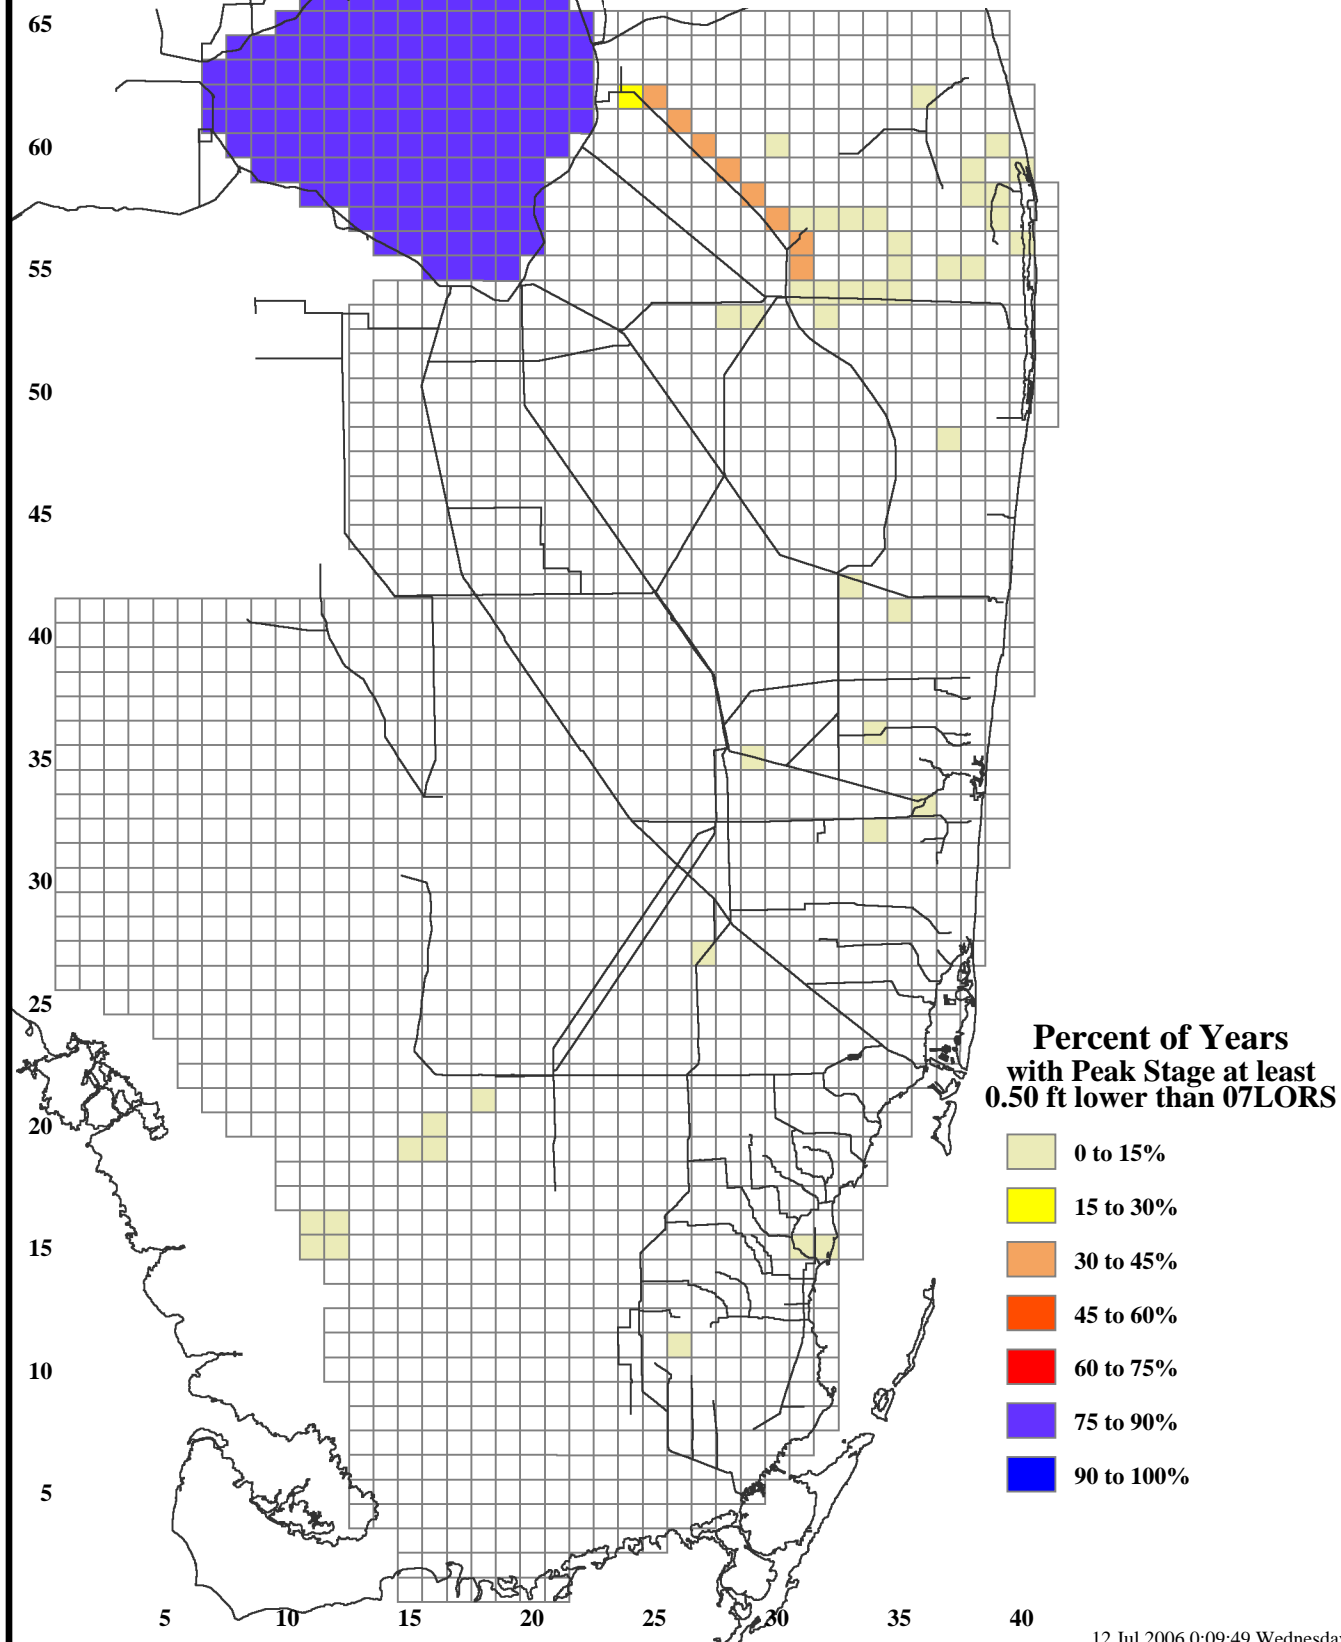 65
60
55
50
45
40
35
30
25
20
15
10
5
Percent of Years
with Peak Stage at least
0.50 ft lower than 07LORS
0 to 15%
15 to 30%
30 to 45%
45 to 60%
60 to 75%
75 to 90%
90 to 100%
5 10 15 20 25 30 35 40
12 Jul 2006 0:09:49 Wednesday